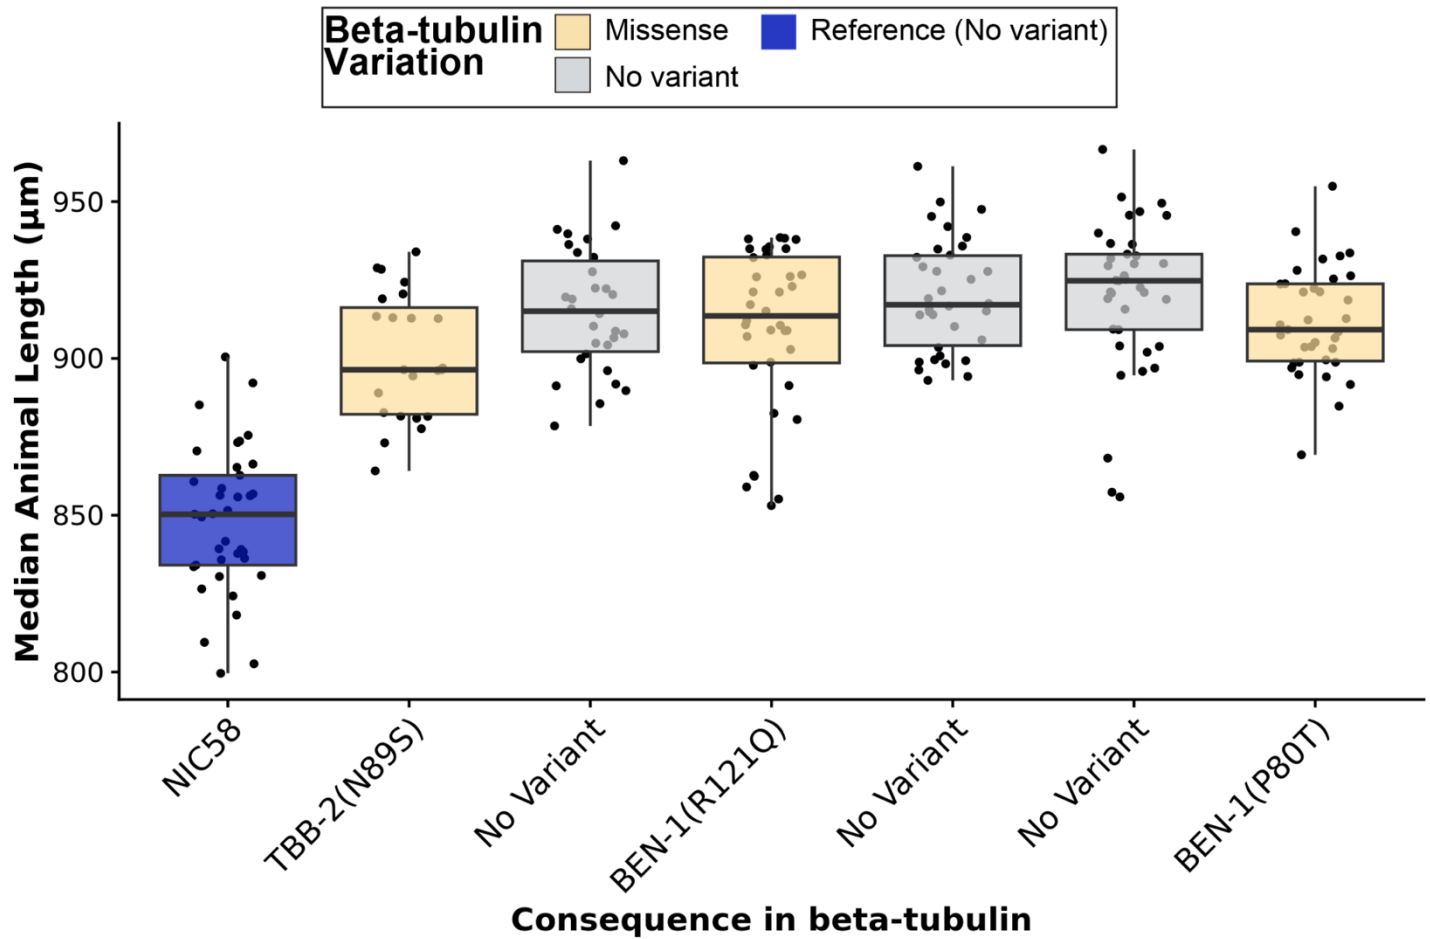 Beta-tubulin
Variation
Missense
Reference (No variant)
No variant
Median Animal Length (µm)
950
900
850
800
NIC58
TBB-2(N89S)
No Variant
BEN-1(R121Q)
No Variant
No Variant
BEN-1(P80T)
Consequence in beta-tubulin